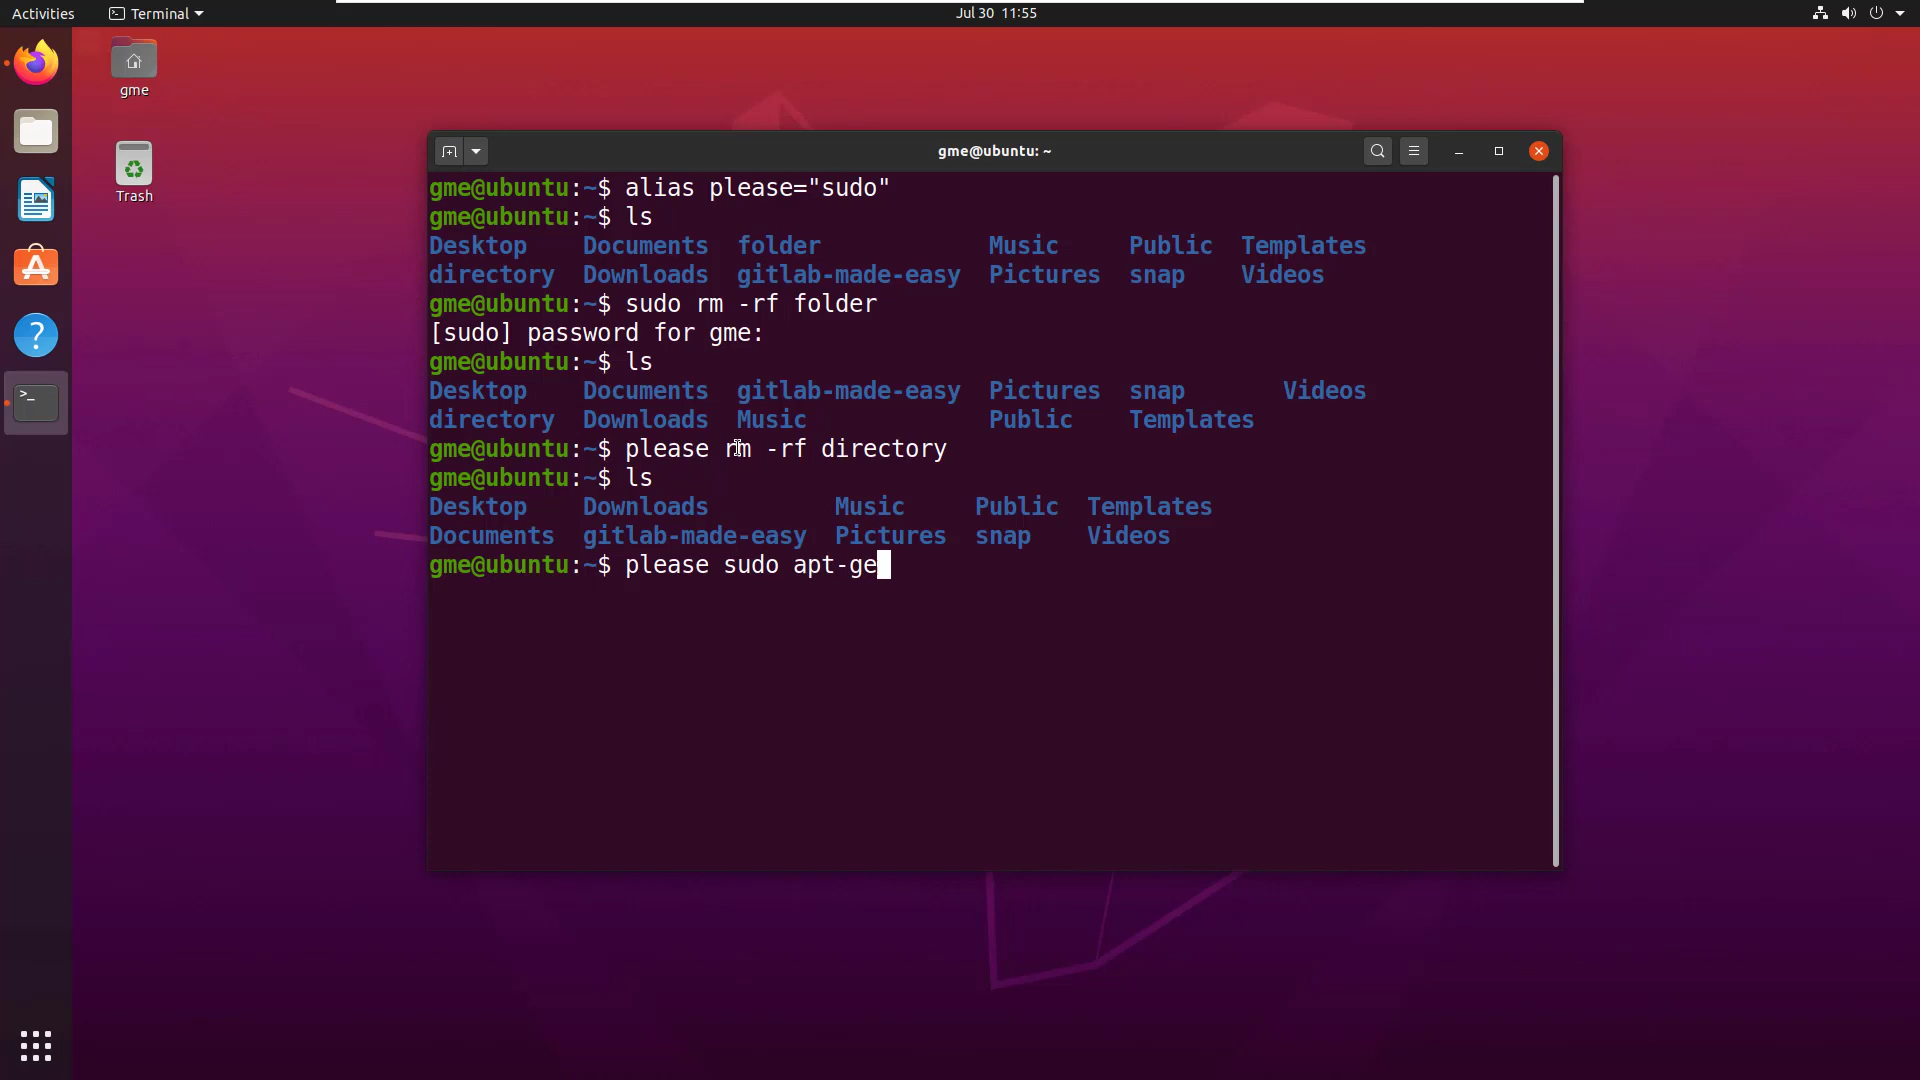 Activities
Terminal
Jul 30 11:55
gme
Trash
gme@ubuntu: ~
gme@ubuntu:~$ alias please="sudo"
gme@ubuntu:~$ ls
Desktop Documents folder Music Public Templates
directory Downloads gitlab-made-easy Pictures snap Videos
gme@ubuntu:~$ sudo rm -rf folder
[sudo] password for gme:
gme@ubuntu:~$ ls
Desktop Documents gitlab-made-easy Pictures snap Videos
directory Downloads Music Public Templates
gme@ubuntu:~$ please rm -rf directory
gme@ubuntu:~$ ls
Desktop Downloads Music Public Templates
Documents gitlab-made-easy Pictures snap Videos
gme@ubuntu:~$ please sudo apt-ge